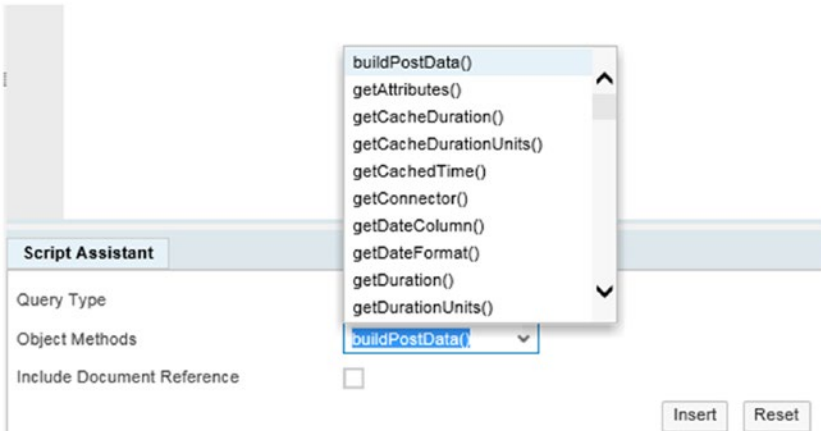 buildPostData()
getAttributes()
getCacheDuration()
getCacheDurationUnits()
getCachedTime()
getConnector()
getDateColumn()
getDateFormat()
getDuration()
getDurationUnits()
Script Assistant
Query Type
Object Methods buildPostData()
Include Document Reference
Insert Reset